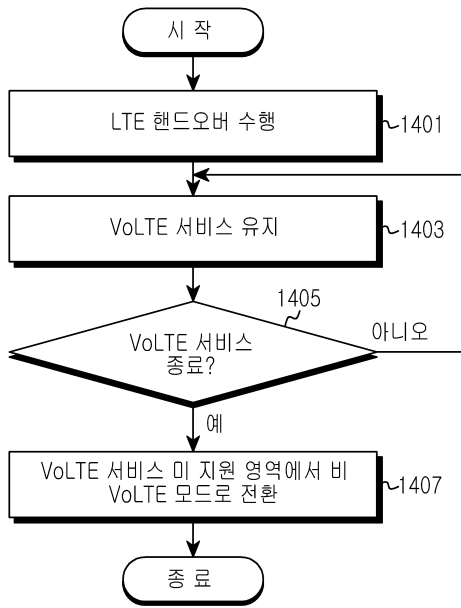 시 작
LTE 핸드오버 수행
1401
VoLTE 서비스 유지
1403
1405
VoLTE 서비스
종료?
아니오
예
VoLTE 서비스 미 지원 영역에서 비
VoLTE 모드로 전환
1407
종 료